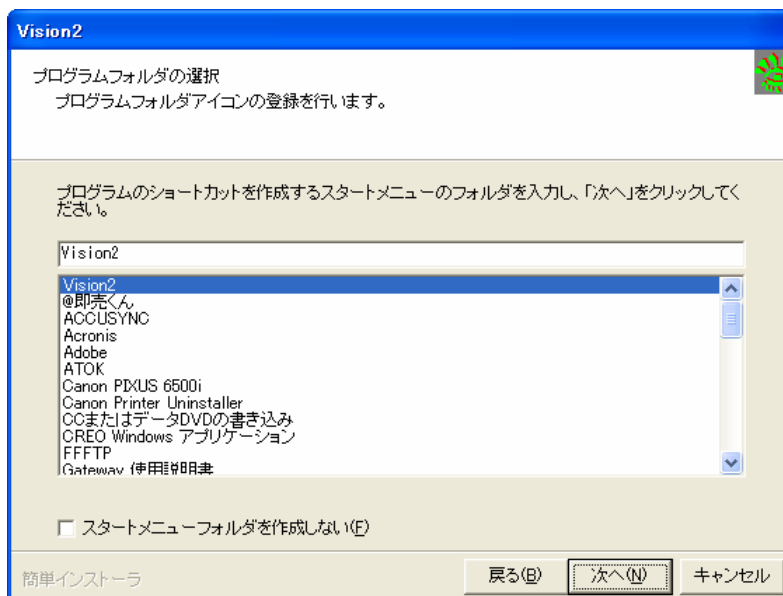 Vision2
プログラムフォルダの選択
プログラムフォルダアイコンの登録を行います。
プログラムのショートカットを作成するスタートメニューのフォルダを入力し、「次へ」をクリックしてく
ださい。
Vision2
Vision2
@即売くん
ACCUSYNC
Acronis
Adobe
ATOK
Canon PIXUS 6500i
Canon Printer Uninstaller
CCまたはデータDVDの書き込み
CREO Windows アプリケーション
FFFTP
Gateway 使用説明書
スタートメニューフォルダを作成しない(F)
簡単インストーラ
戻る(B)
次へ(N)
キャンセル